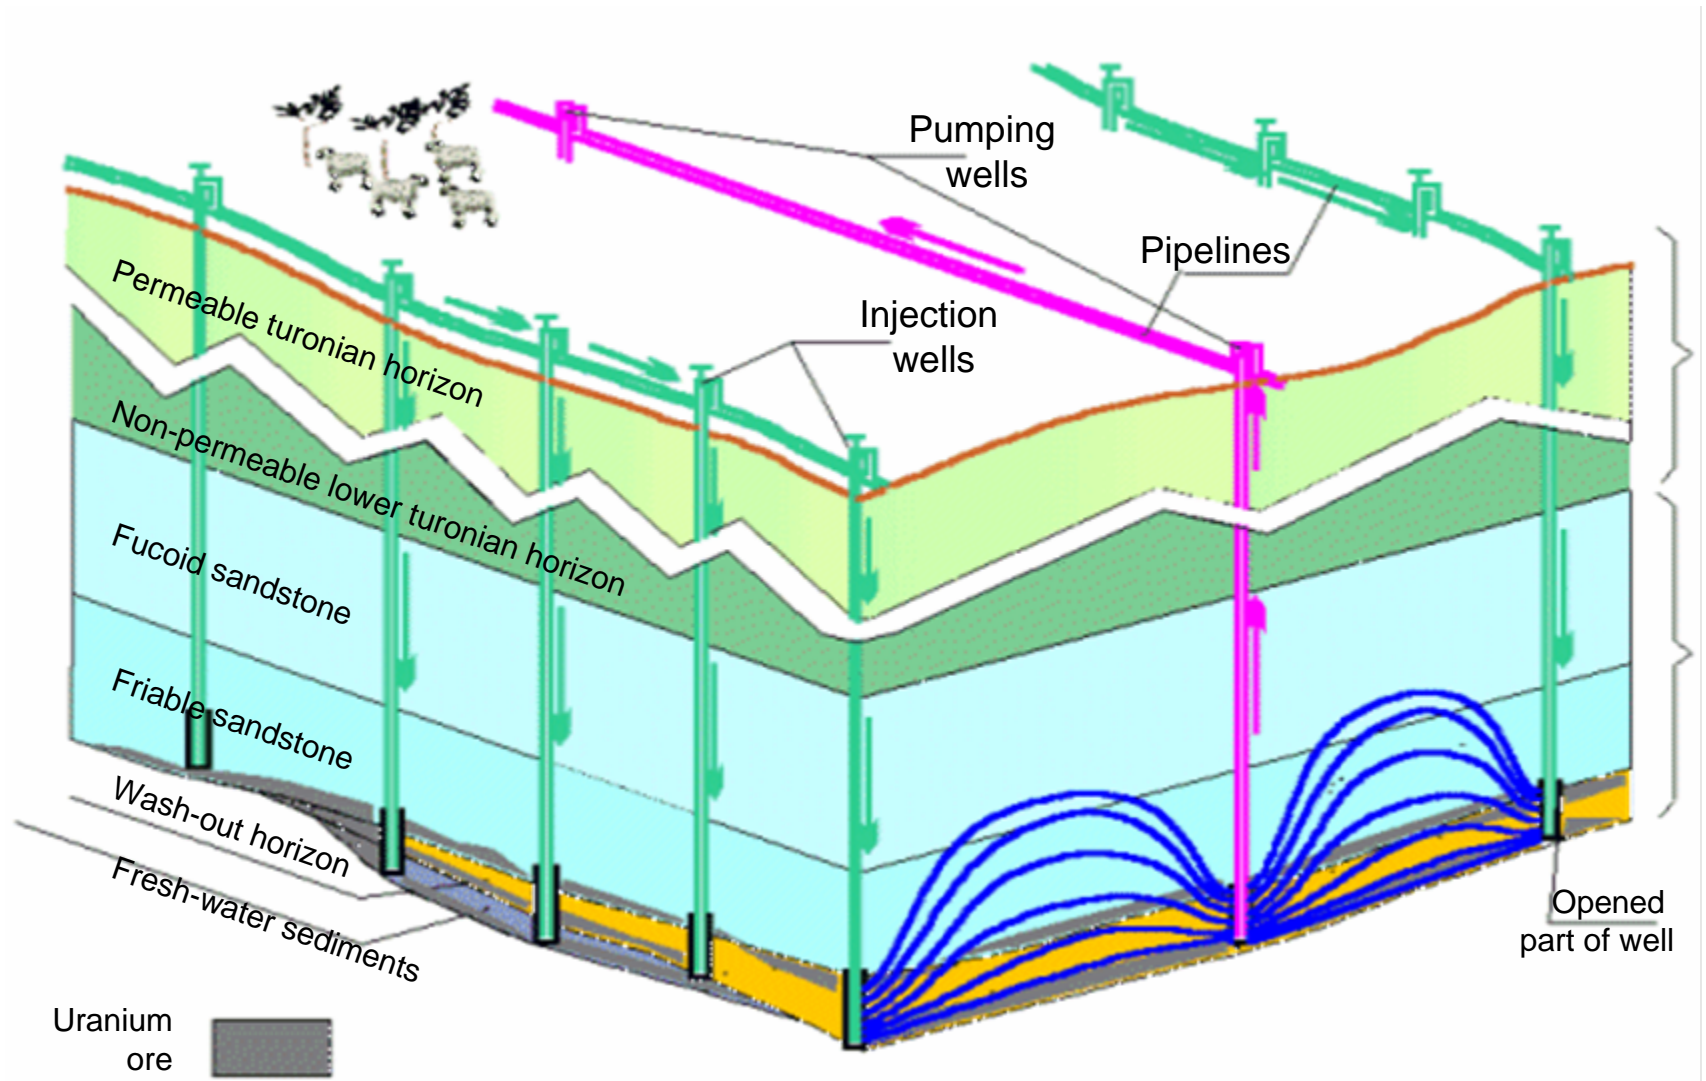 Pumping
wells
Pipelines
Injection
wells
Permeable turonian horizon
Non-permeable lower turonian horizon
Fucoid sandstone
Friable sandstone
Wash-out horizon
Fresh-water sediments
Opened
part of well
Uranium
ore